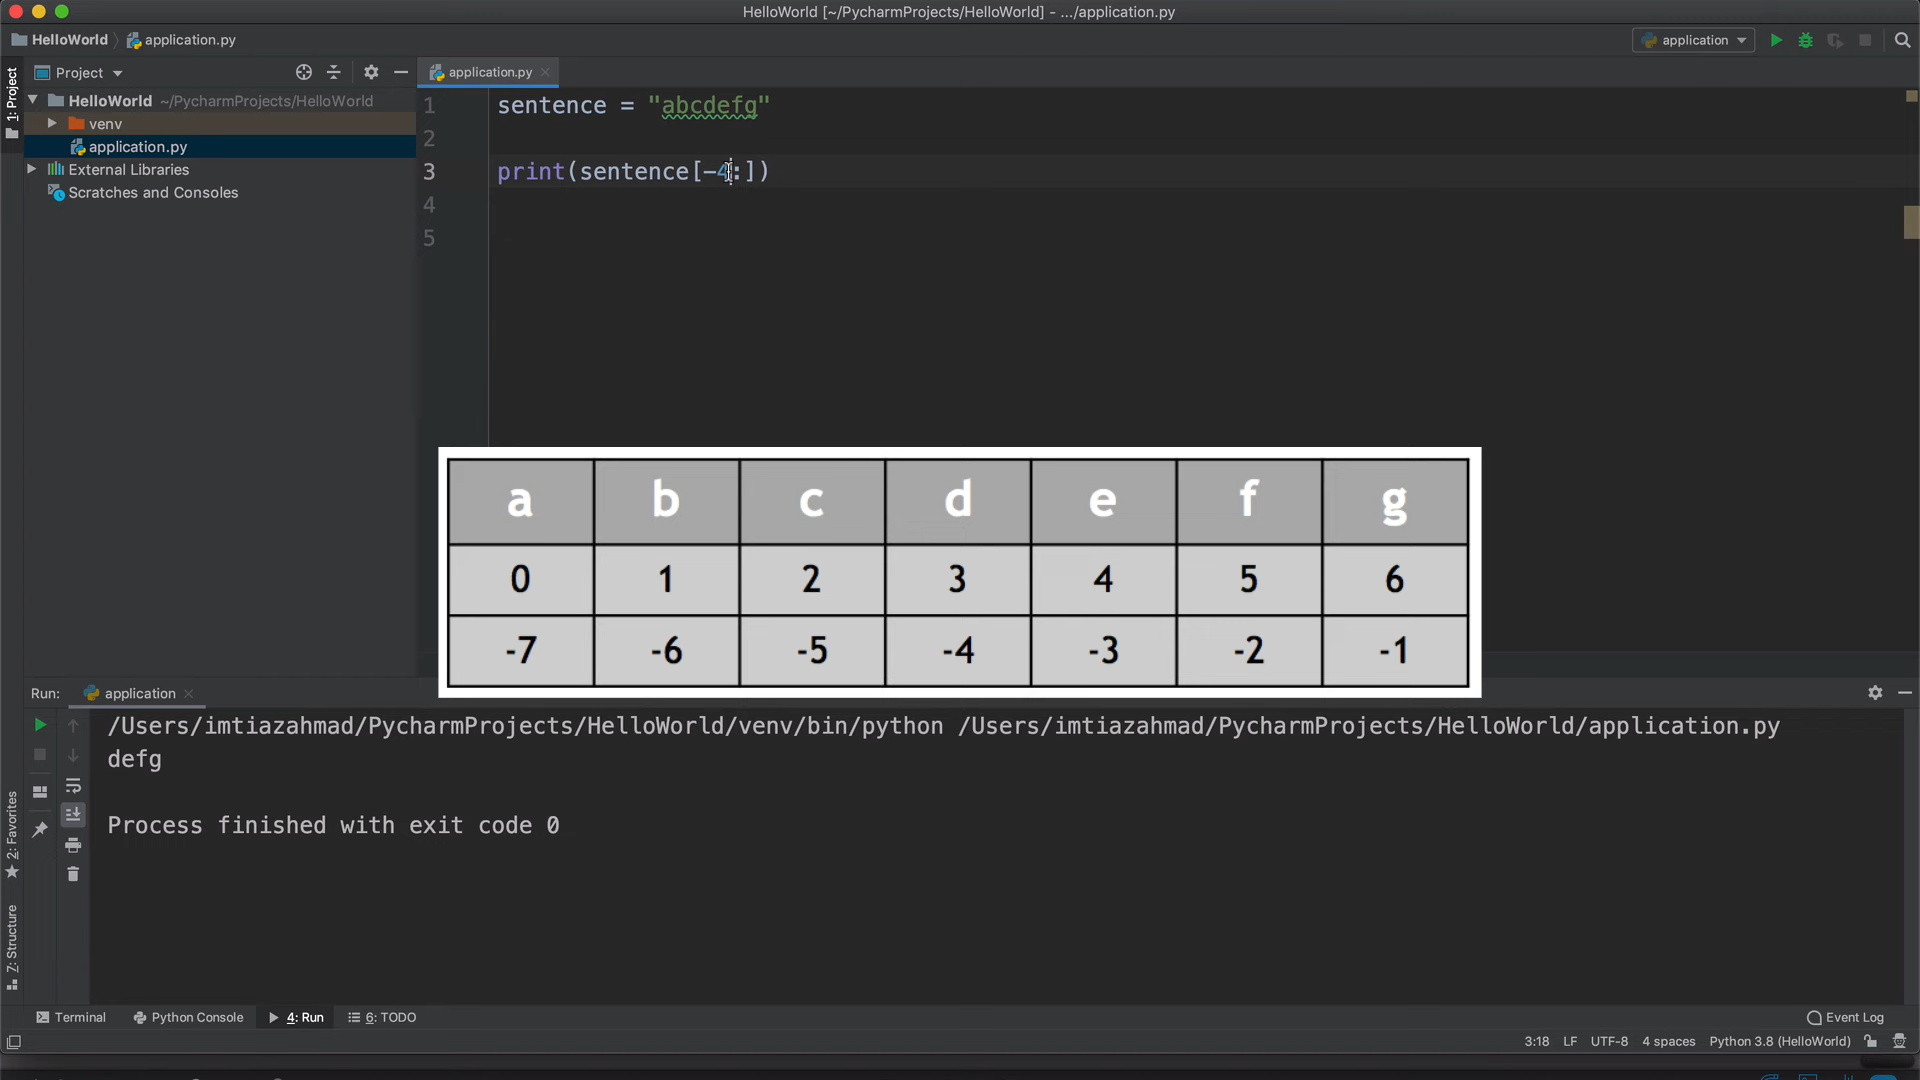 HelloWorld [~/PycharmProjects/HelloWorld] - .../application.py
HelloWorld application.py application
Project application.py
1: Project
HelloWorld ~/PycharmProjects/HelloWorld
venv
application.py
External Libraries
Scratches and Consoles
1 sentence = "abcdefg"
2
3 print(sentence[-4:])
4
5
a b c d e f g
0 1 2 3 4 5 6
-7 -6 -5 -4 -3 -2 -1
Run: application
/Users/imtiazahmad/PycharmProjects/HelloWorld/venv/bin/python /Users/imtiazahmad/PycharmProjects/HelloWorld/application.py
defg
Process finished with exit code 0
2: Favorites
Z: Structure
Terminal Python Console 4: Run 6: TODO Event Log
3:18 LF UTF-8 4 spaces Python 3.8 (HelloWorld)